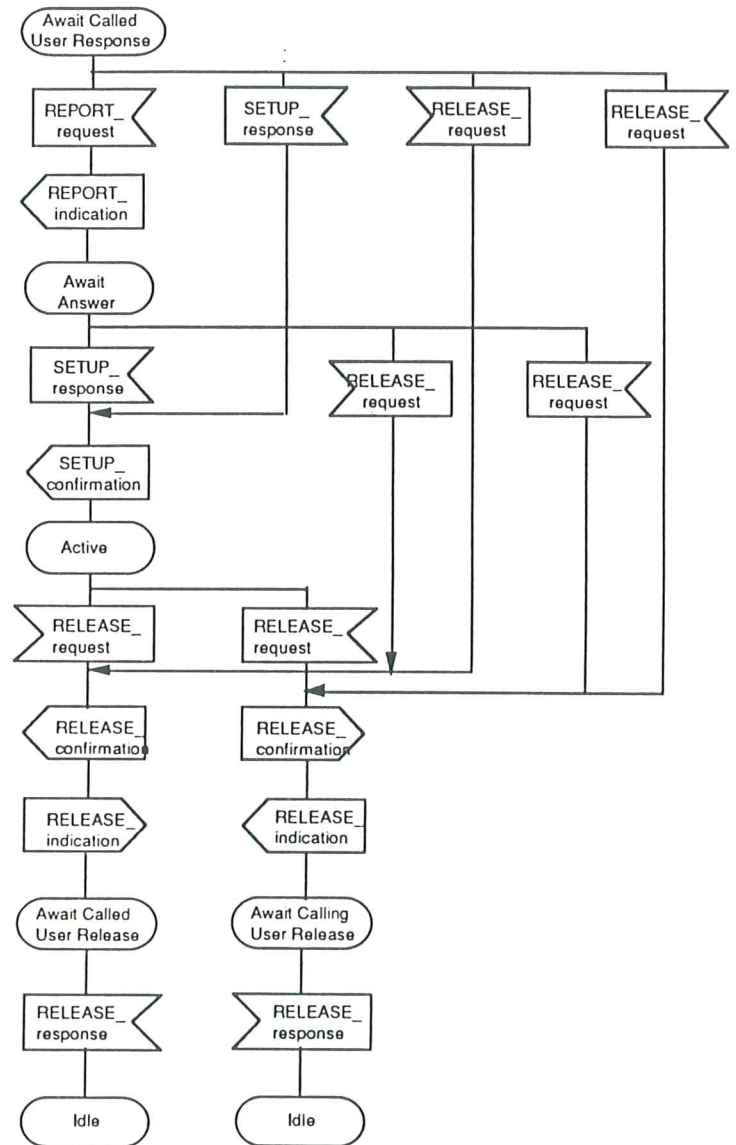 Await Called
User Response
REPORT_
request
SETUP_
response
RELEASE_
request
RELEASE_
request
REPORT_
indication
Await
Answer
SETUP_
response
RELEASE_
request
RELEASE_
request
SETUP_
confirmation
Active
RELEASE_
request
RELEASE_
request
RELEASE_
confirmation
RELEASE_
confirmation
RELEASE_
indication
RELEASE_
indication
Await Called
User Release
Await Calling
User Release
RELEASE_
response
RELEASE_
response
Idle
Idle